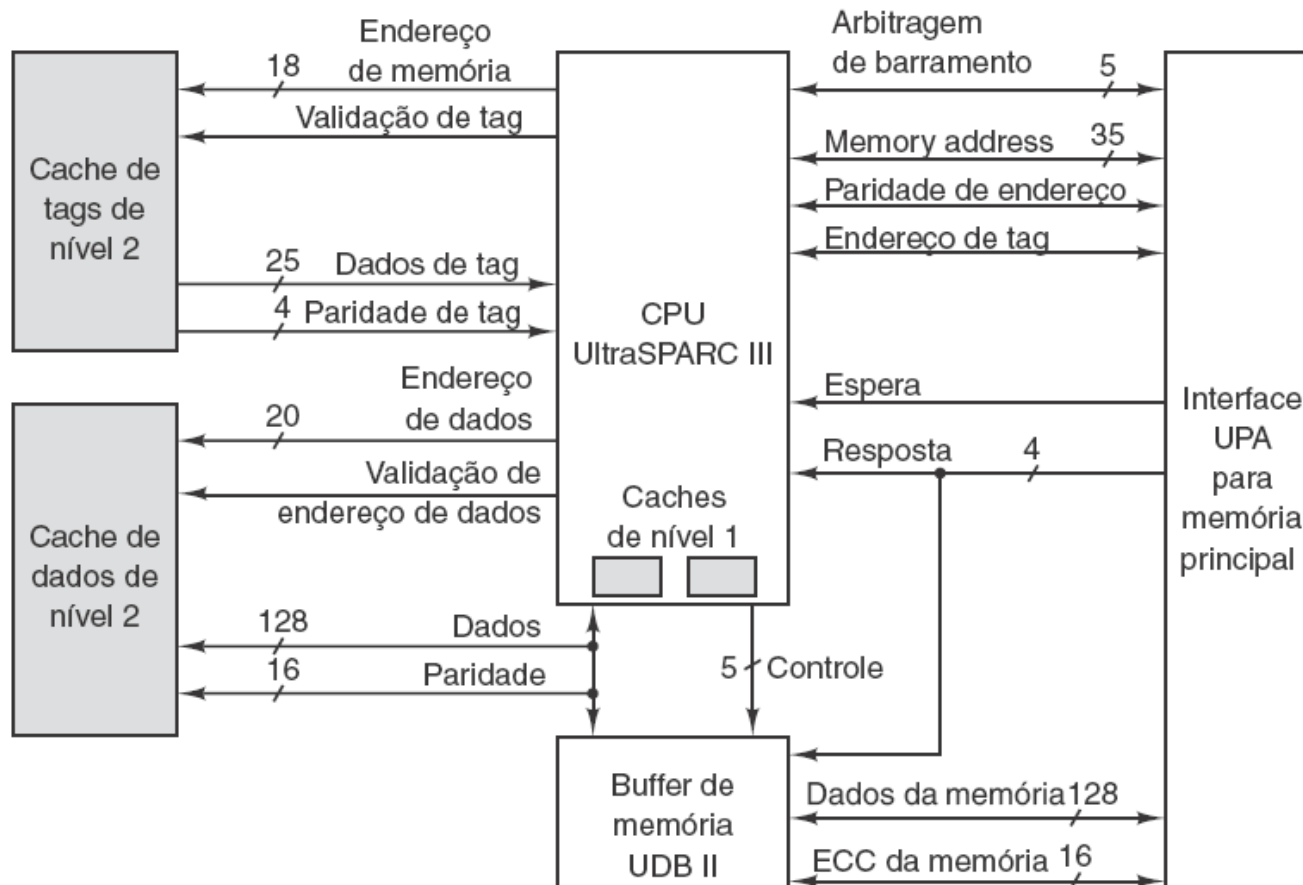 Endereço
de memória
18
Validação de tag
Cache de
tags de
nível 2
25
Dados de tag
4
Paridade de tag
Endereço
de dados
20
Validação de
endereço de dados
Cache de
dados de
nível 2
128
Dados
16
Paridade
CPU
UltraSPARC III
Caches
de nível 1
5
Controle
Buffer de
memória
UDB II
Arbitragem
de barramento
5
Memory address
35
Paridade de endereço
Endereço de tag
Espera
Resposta
4
Interface
UPA
para
memória
principal
Dados da memória
128
ECC da memória
16